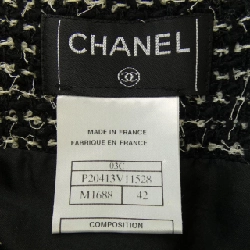 CHANEL
MADE IN FRANCE
FABRIQUE EN FRANCE
03C
P20413V11528
M1688 42
COMPOSITION